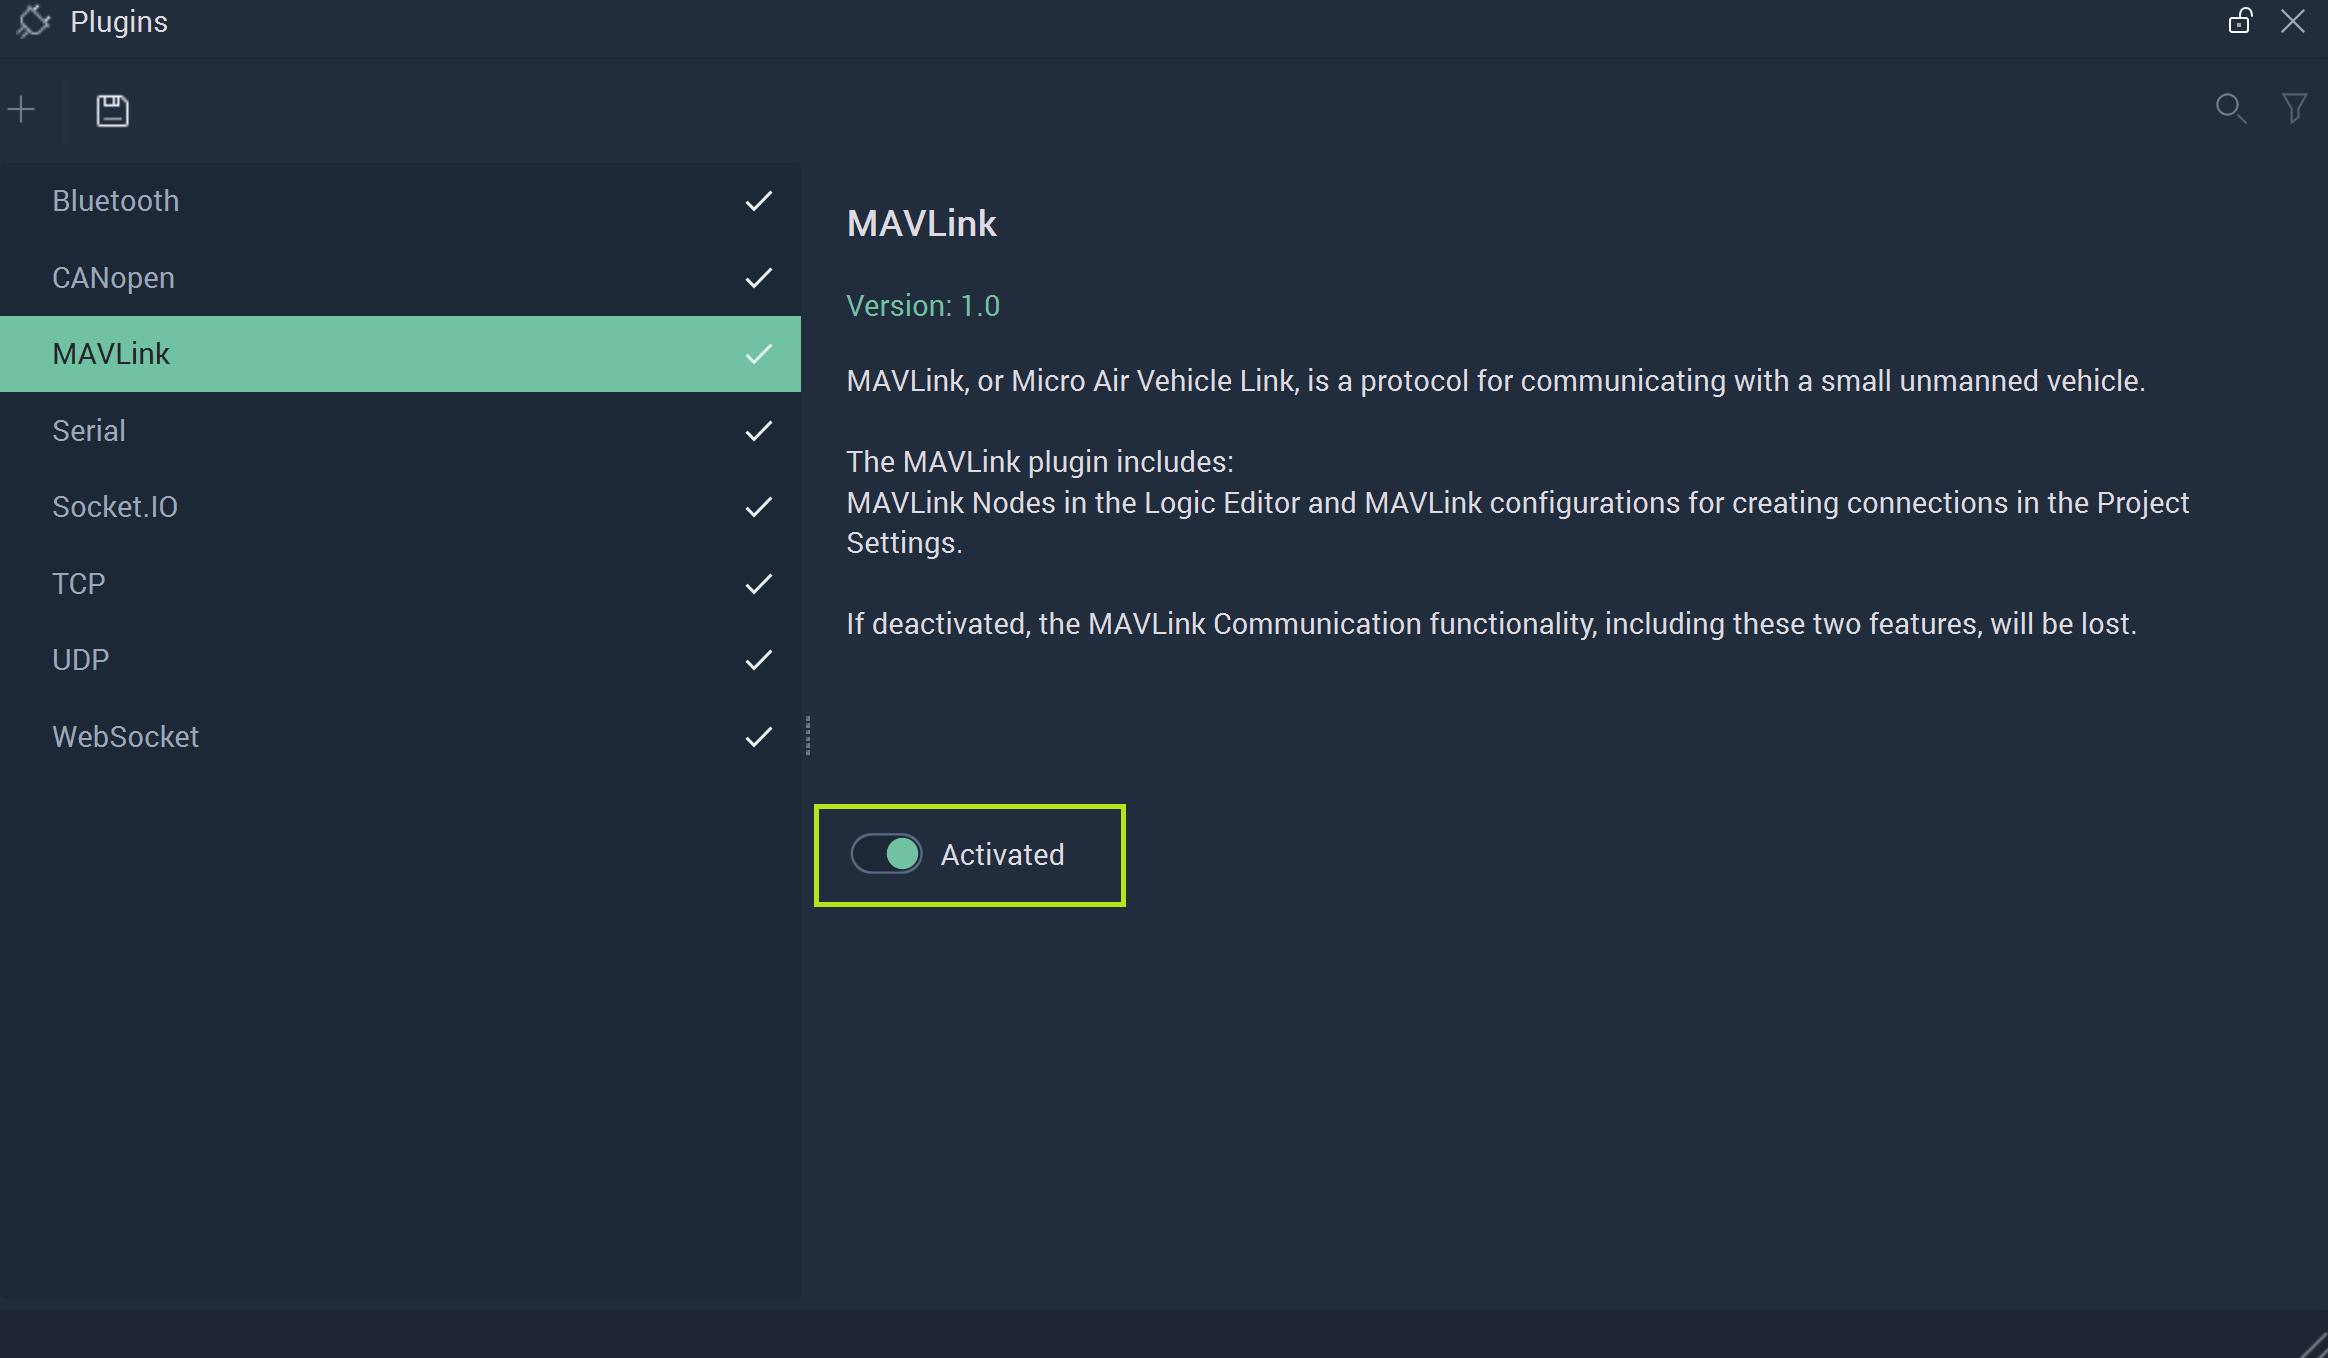 Plugins
Bluetooth
CANopen
MAVLink
Serial
Socket.IO
TCP
UDP
WebSocket
MAVLink
Version: 1.0
MAVLink, or Micro Air Vehicle Link, is a protocol for communicating with a small unmanned vehicle.
The MAVLink plugin includes:
MAVLink Nodes in the Logic Editor and MAVLink configurations for creating connections in the Project
Settings.
If deactivated, the MAVLink Communication functionality, including these two features, will be lost.
Activated